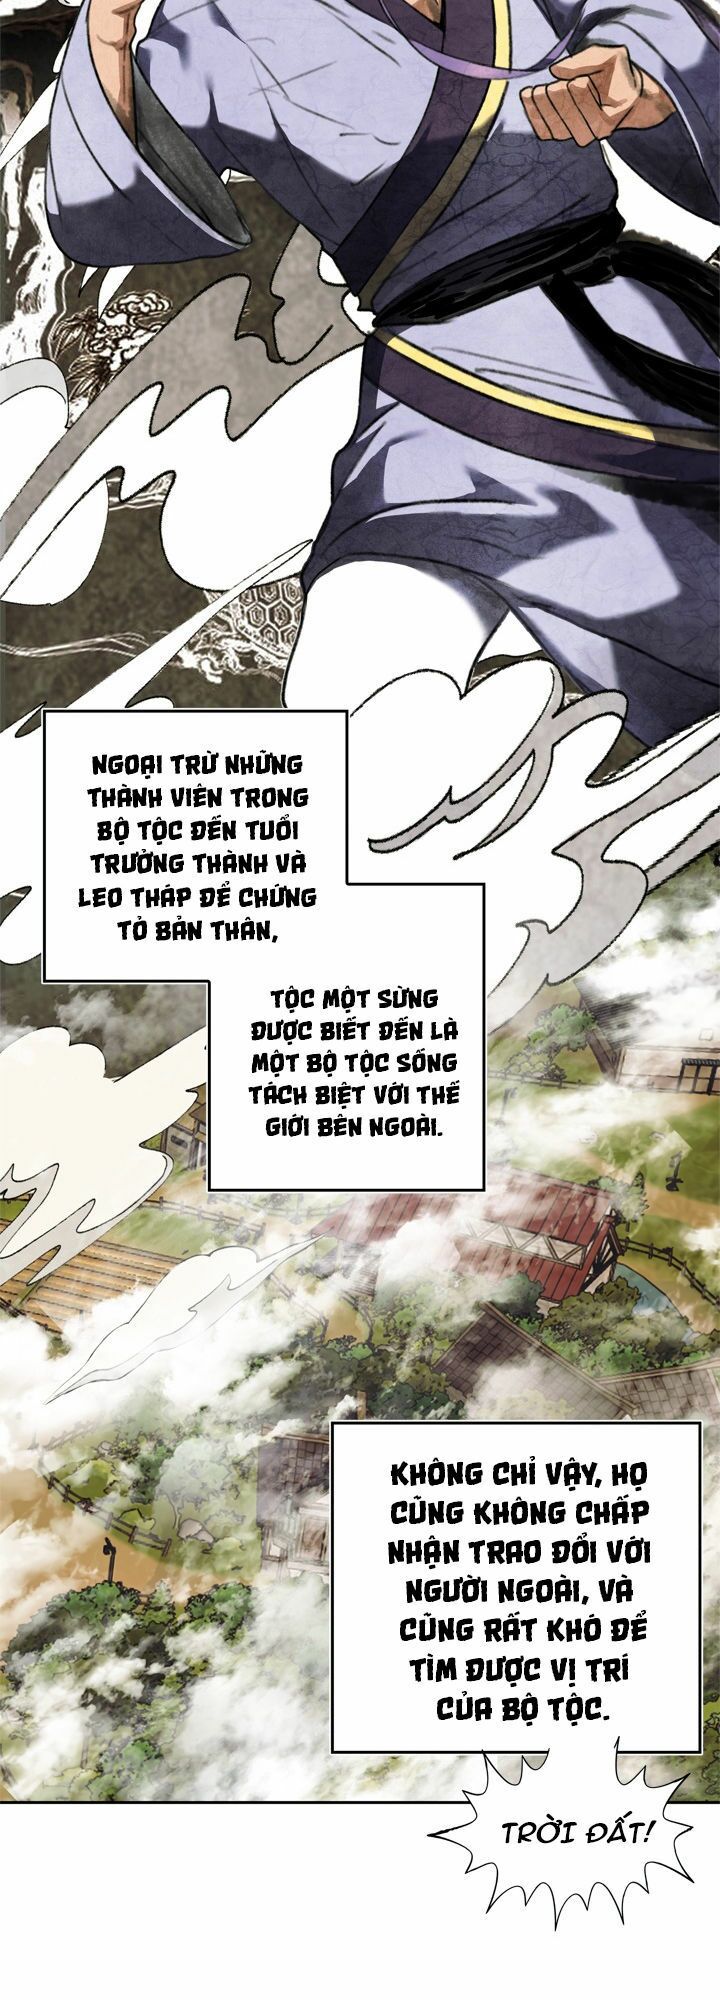 NGOẠI TRỪ NHỮNG
THÀNH VIÊN TRONG
BỘ TỘC ĐẾN TUỔI
TRƯỞNG THÀNH VÀ
LEO THÁP ĐỂ CHỨNG
TỎ BẢN THÂN,
TỘC MỘT SỪNG
ĐƯỢC BIẾT ĐẾN LÀ
MỘT BỘ TỘC SỐNG
TÁCH BIỆT VỚI THẾ
GIỚI BÊN NGOÀI.
KHÔNG CHỈ VẬY, HỌ
CŨNG KHÔNG CHẤP
NHẬN TRAO ĐỔI VỚI
NGƯỜI NGOÀI, VÀ
CŨNG RẤT KHÓ ĐỂ
TÌM ĐƯỢC VỊ TRÍ
CỦA BỘ TỘC.
TRỜI ĐẤT!